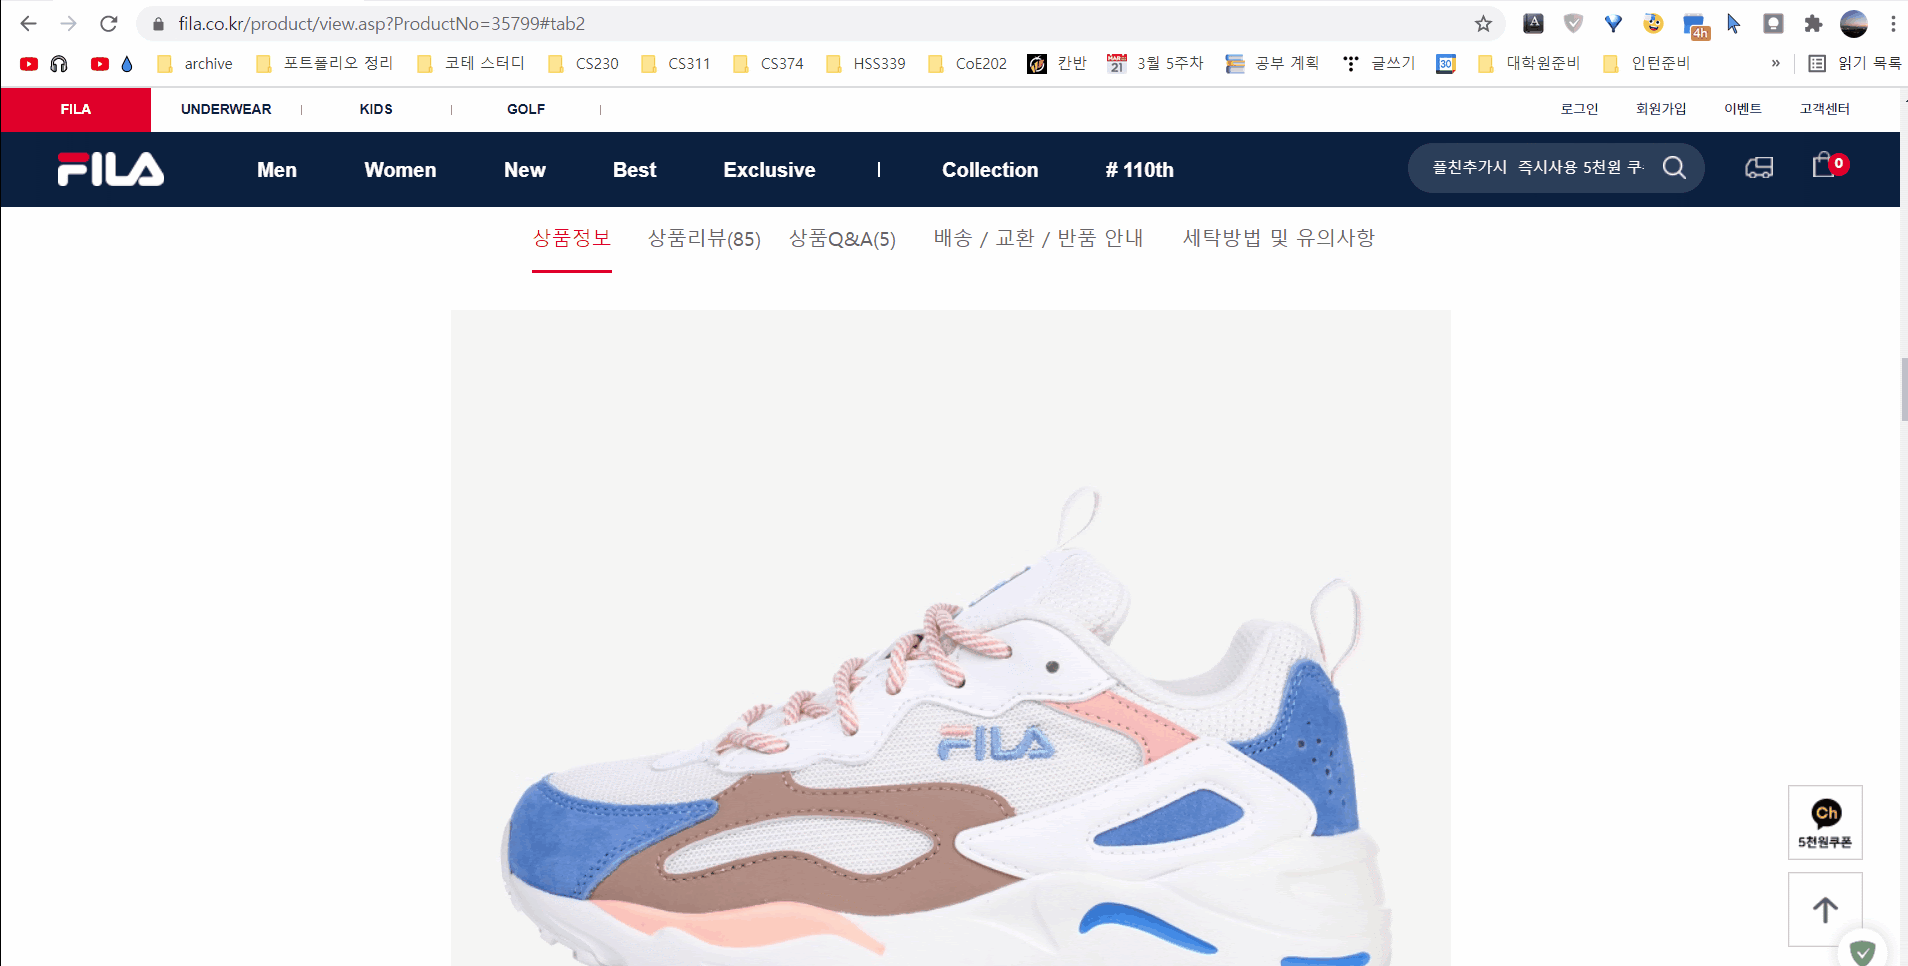 fila.co.kr/product/view.asp?ProductNo=35799#tab2
4h
archive 포트폴리오 정리 코테 스터디 CS230 CS311 CS374 HSS339 CoE202 칸반 MAR 21 3월 5주차 공부 계획 글쓰기 30 대학원준비 인턴준비 » 읽기 목록
FILA UNDERWEAR | KIDS | GOLF | 로그인 회원가입 이벤트 고객센터
FILA Men Women New Best Exclusive | Collection # 110th 플친추가시 즉시사용 5천원 쿠 0
상품정보 상품리뷰(85) 상품Q&A(5) 배송 / 교환 / 반품 안내 세탁방법 및 유의사항
FILA
Ch
5천원쿠폰